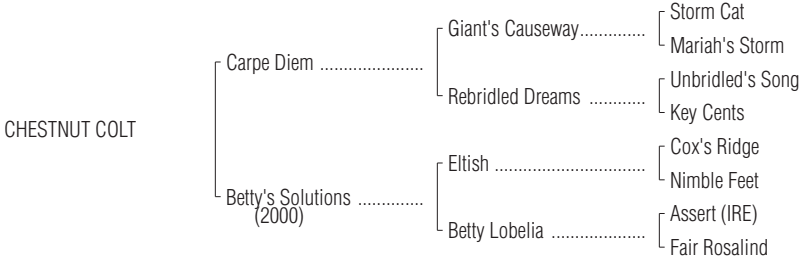 Storm Cat
Giant's Causeway..............
Mariah's Storm
Carpe Diem ......................
Unbridled's Song
Rebridled Dreams ............
Key Cents
CHESTNUT COLT
Cox's Ridge
Eltish ................................
Nimble Feet
Betty's Solutions ..............
(2000)
Assert (IRE)
Betty Lobelia ....................
Fair Rosalind